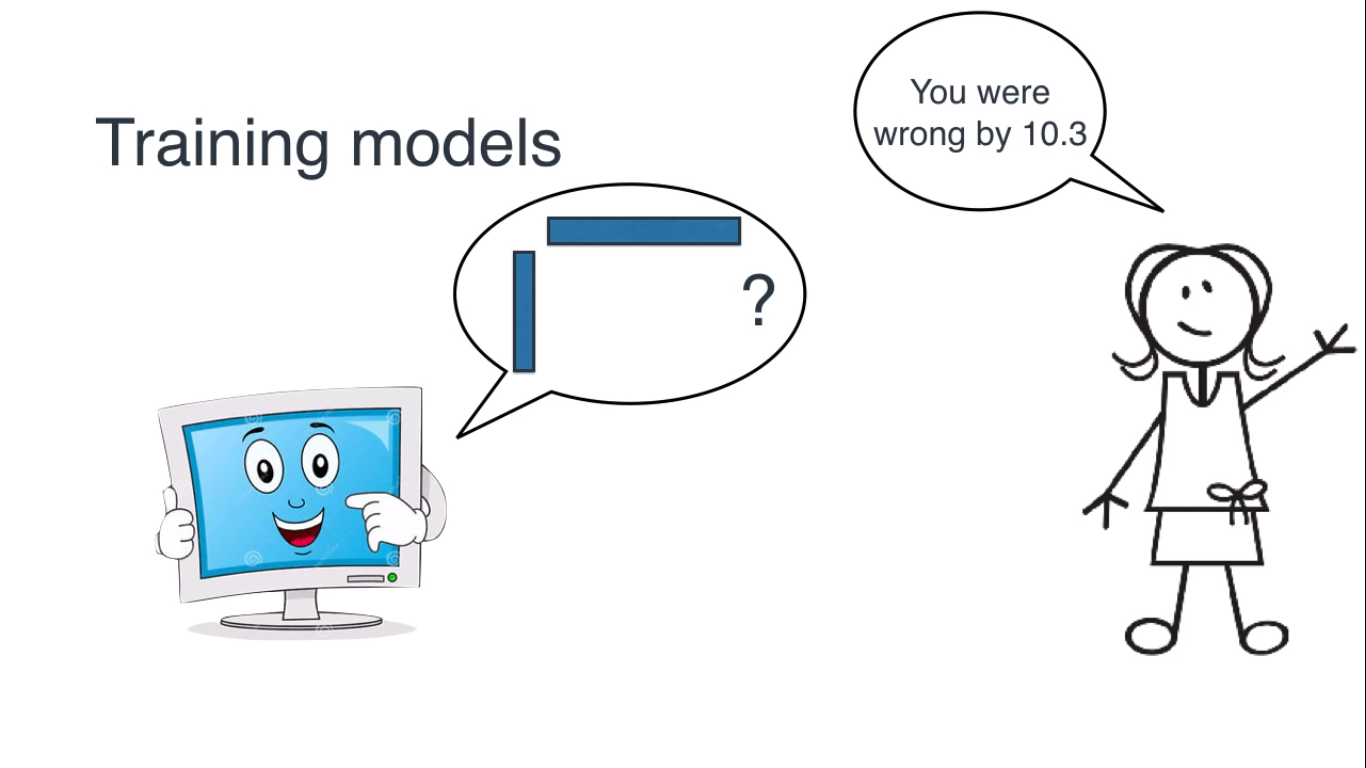 Training models
You were
wrong by 10.3
?